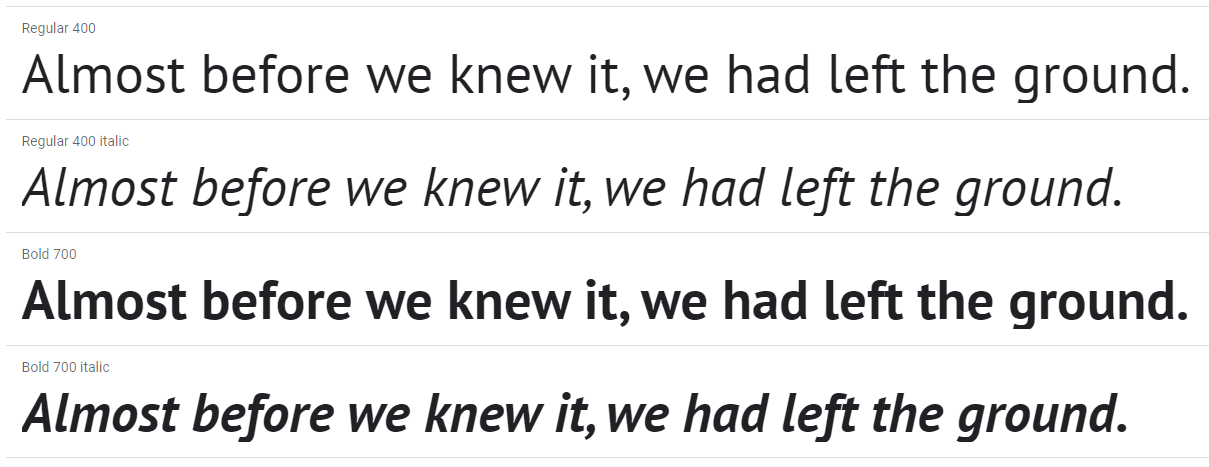 Regular 400
Almost before we knew it, we had left the ground.
Regular 400 italic
Almost before we knew it, we had left the ground.
Bold 700
Almost before we knew it, we had left the ground.
Bold 700 italic
Almost before we knew it, we had left the ground.